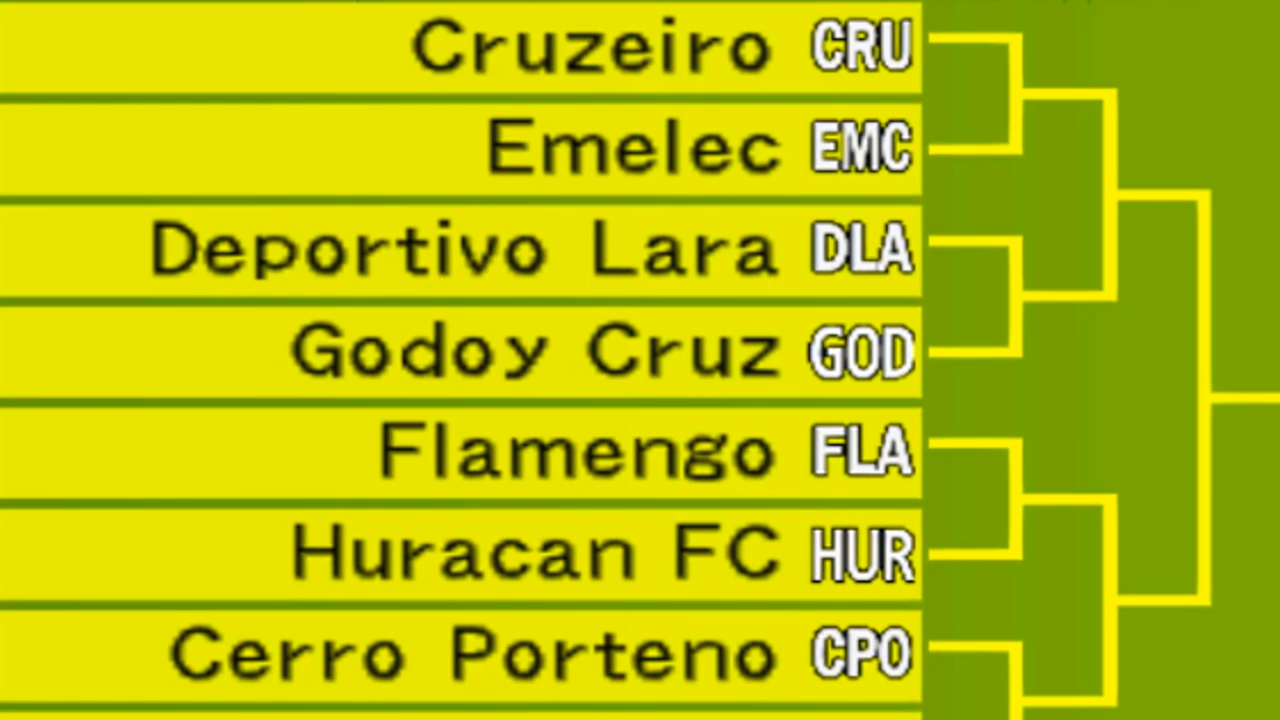 Cruzeiro CRU
Emelec EMC
Deportivo Lara DLA
Godoy Cruz GOD
Flamengo FLA
Huracan FC HUR
Cerro Porteno CPO